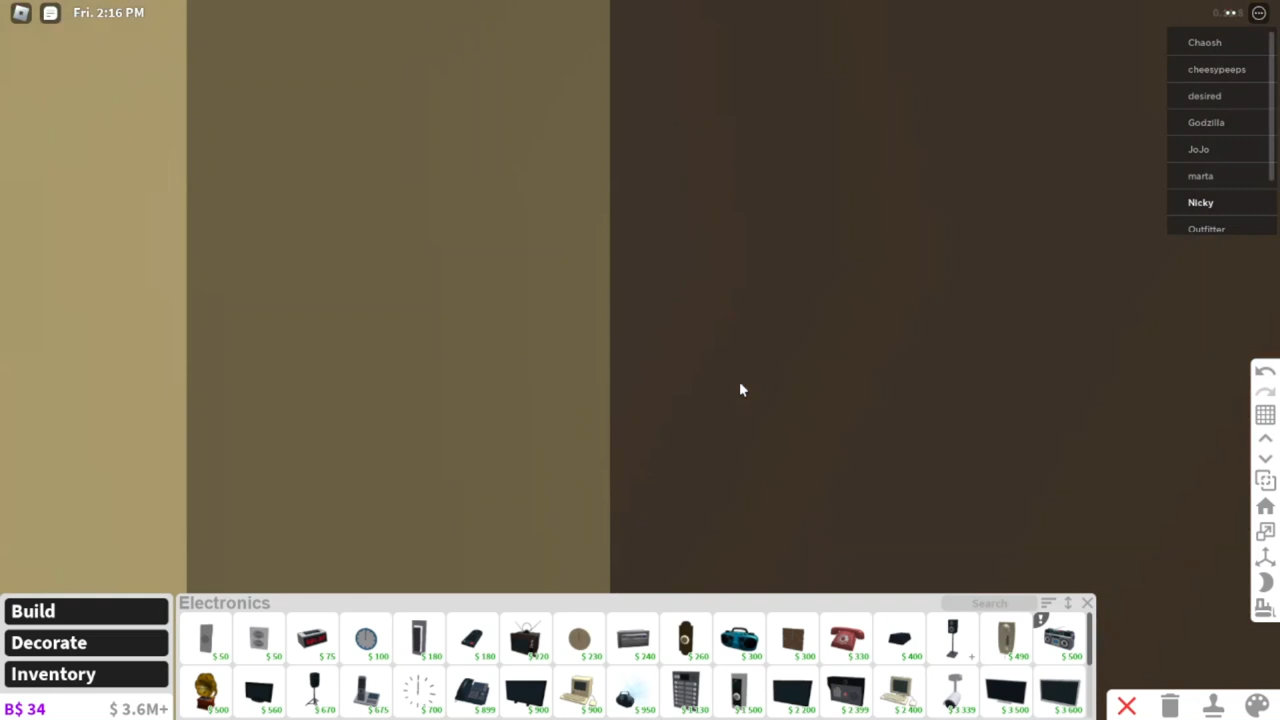 Fri. 2:16 PM
Chaosh
cheesypeeps
desired
Godzilla
JoJo
marta
Nicky
Outfitter
Build
Decorate
Inventory
B$ 34
$ 3.6M+
Electronics
Search
$ 50
$ 50
$ 75
$ 100
$ 180
$ 180
$ 220
$ 230
$ 240
$ 260
$ 300
$ 300
$ 330
$ 400
+
$ 490
$ 500
$ 500
$ 560
$ 670
$ 675
$ 700
$ 899
$ 900
$ 900
$ 950
$ 1 500
$ 2 200
$ 2 399
$ 2 400
$ 3 339
$ 3 500
$ 3 600